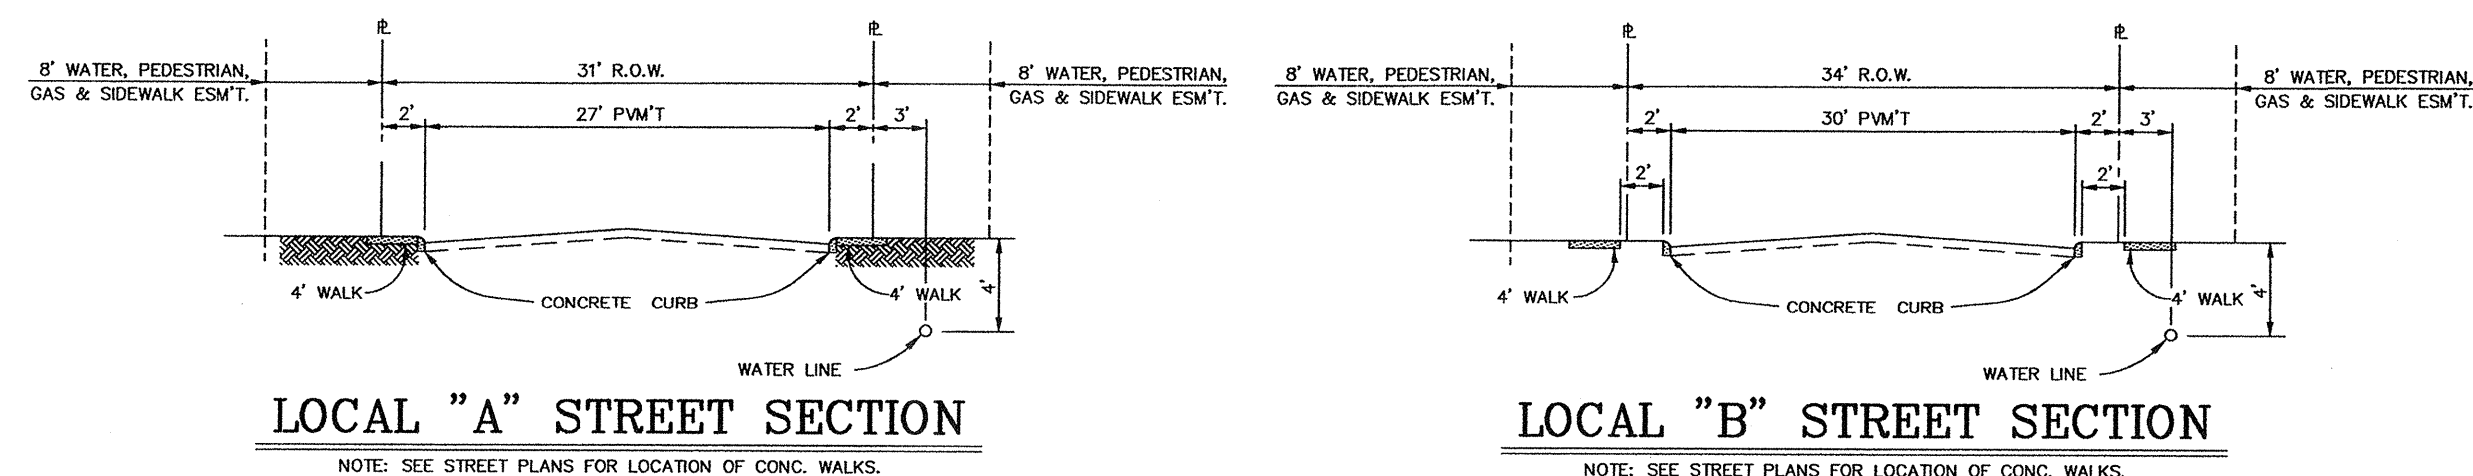 ℄
℄
8' WATER, PEDESTRIAN,
GAS & SIDEWALK ESM'T.
31' R.O.W.
8' WATER, PEDESTRIAN,
GAS & SIDEWALK ESM'T.
2'
27' PVM'T
2'
3'
4' WALK
CONCRETE CURB
4' WALK
4'
WATER LINE
LOCAL "A" STREET SECTION
NOTE: SEE STREET PLANS FOR LOCATION OF CONC. WALKS.
℄
℄
8' WATER, PEDESTRIAN,
GAS & SIDEWALK ESM'T.
34' R.O.W.
8' WATER, PEDESTRIAN,
GAS & SIDEWALK ESM'T.
2'
30' PVM'T
2'
3'
2'
2'
4' WALK
CONCRETE CURB
4' WALK
4'
WATER LINE
LOCAL "B" STREET SECTION
NOTE: SEE STREET PLANS FOR LOCATION OF CONC. WALKS.